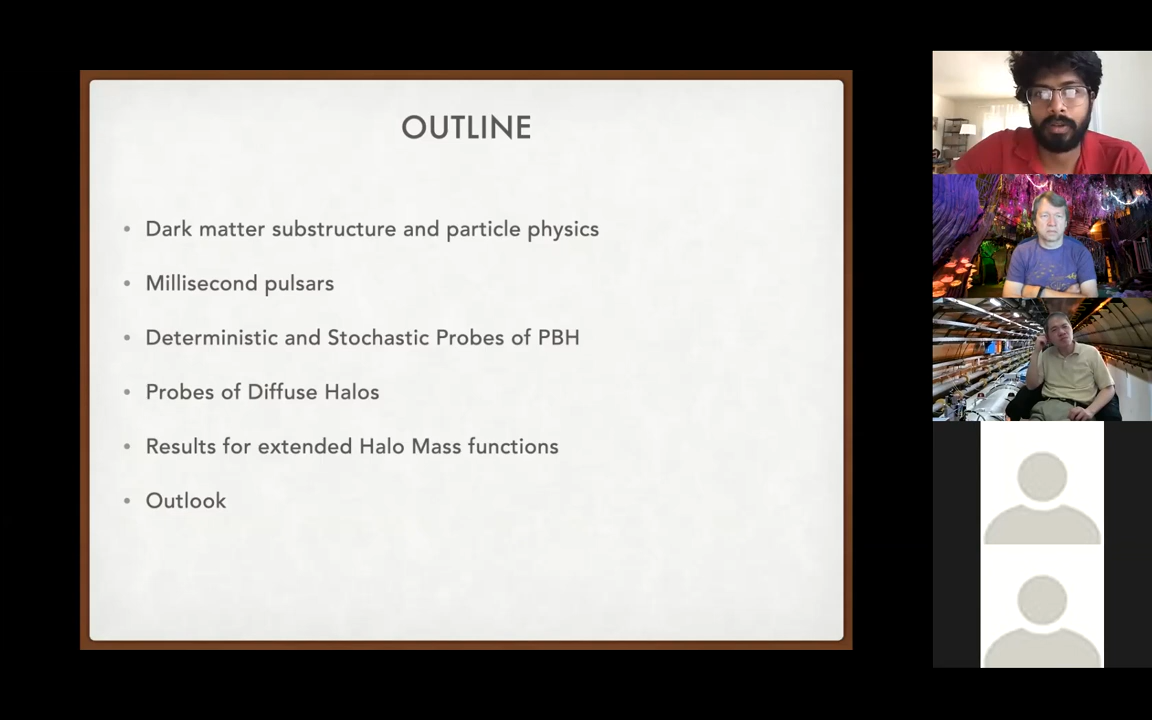 OUTLINE
• Dark matter substructure and particle physics
• Millisecond pulsars
• Deterministic and Stochastic Probes of PBH
• Probes of Diffuse Halos
• Results for extended Halo Mass functions
• Outlook